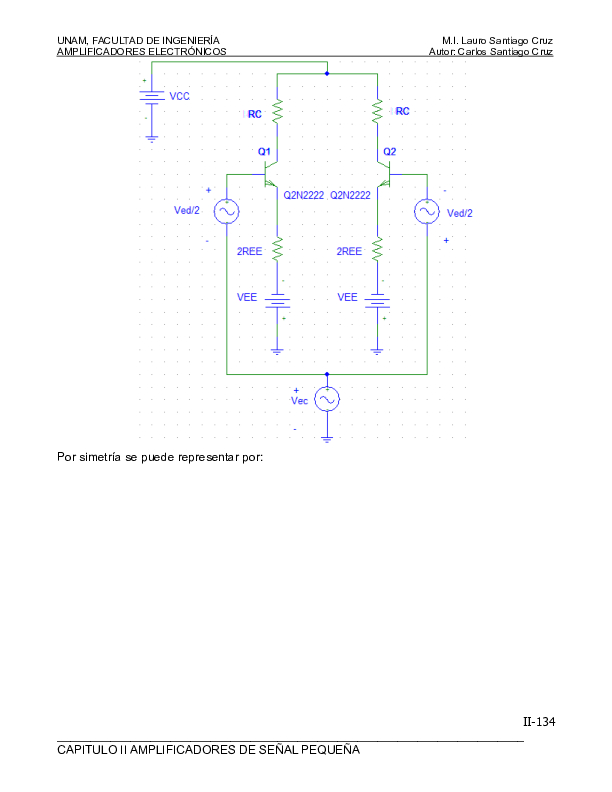 UNAM, FACULTAD DE INGENIERÍA M.I. Lauro Santiago Cruz
AMPLIFICADORES ELECTRÓNICOS Autor: Carlos Santiago Cruz
+
VCC
-
RC RC
Q1 Q2
+ Q2N2222 Q2N2222 -
Ved/2 Ved/2
- +
2REE 2REE
- -
VEE VEE
+ +
+
Vec
-
Por simetría se puede representar por:
II-134
CAPITULO II AMPLIFICADORES DE SEÑAL PEQUEÑA